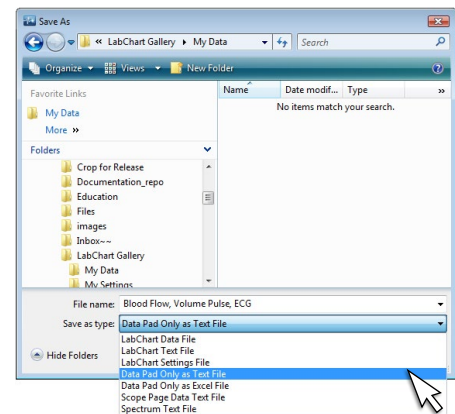 Save As
« LabChart Gallery ▸ My Data
Search
Organize
Views
New Folder
Favorite Links
My Data
More »
Folders
Crop for Release
Documentation_repo
Education
Files
images
Inbox~~
LabChart Gallery
My Data
My Settings
Name Date modif... Type »
No items match your search.
File name: Blood Flow, Volume Pulse, ECG
Save as type: Data Pad Only as Text File
LabChart Data File
LabChart Text File
LabChart Settings File
Data Pad Only as Text File
Data Pad Only as Excel File
Scope Page Data Text File
Spectrum Text File
Hide Folders